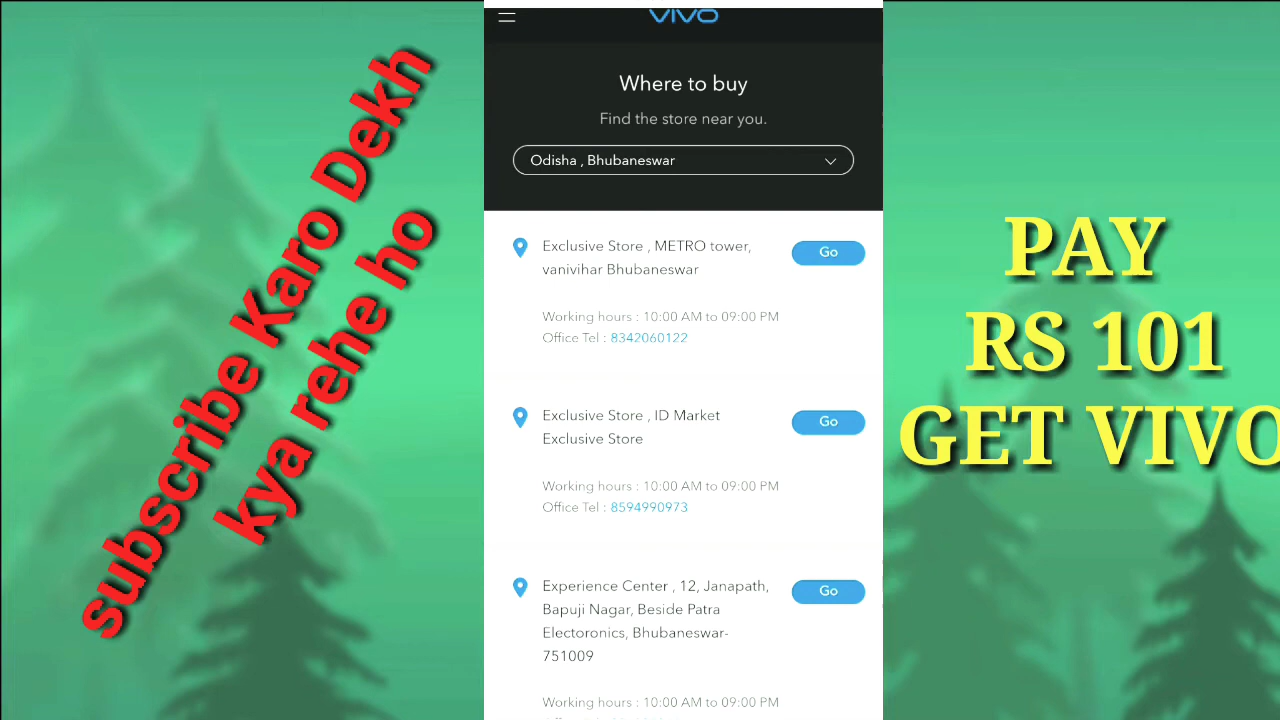 subscribe Karo Dekh
kya rehe ho
vivo
Where to buy
Find the store near you.
Odisha , Bhubaneswar
Exclusive Store , METRO tower,
vanivihar Bhubaneswar
Go
Working hours : 10:00 AM to 09:00 PM
Office Tel : 8342060122
Exclusive Store , ID Market
Exclusive Store
Go
Working hours : 10:00 AM to 09:00 PM
Office Tel : 8594990973
Experience Center , 12, Janapath,
Bapuji Nagar, Beside Patra
Electoronics, Bhubaneswar-
751009
Go
Working hours : 10:00 AM to 09:00 PM
PAY
RS 101
GET VIVO